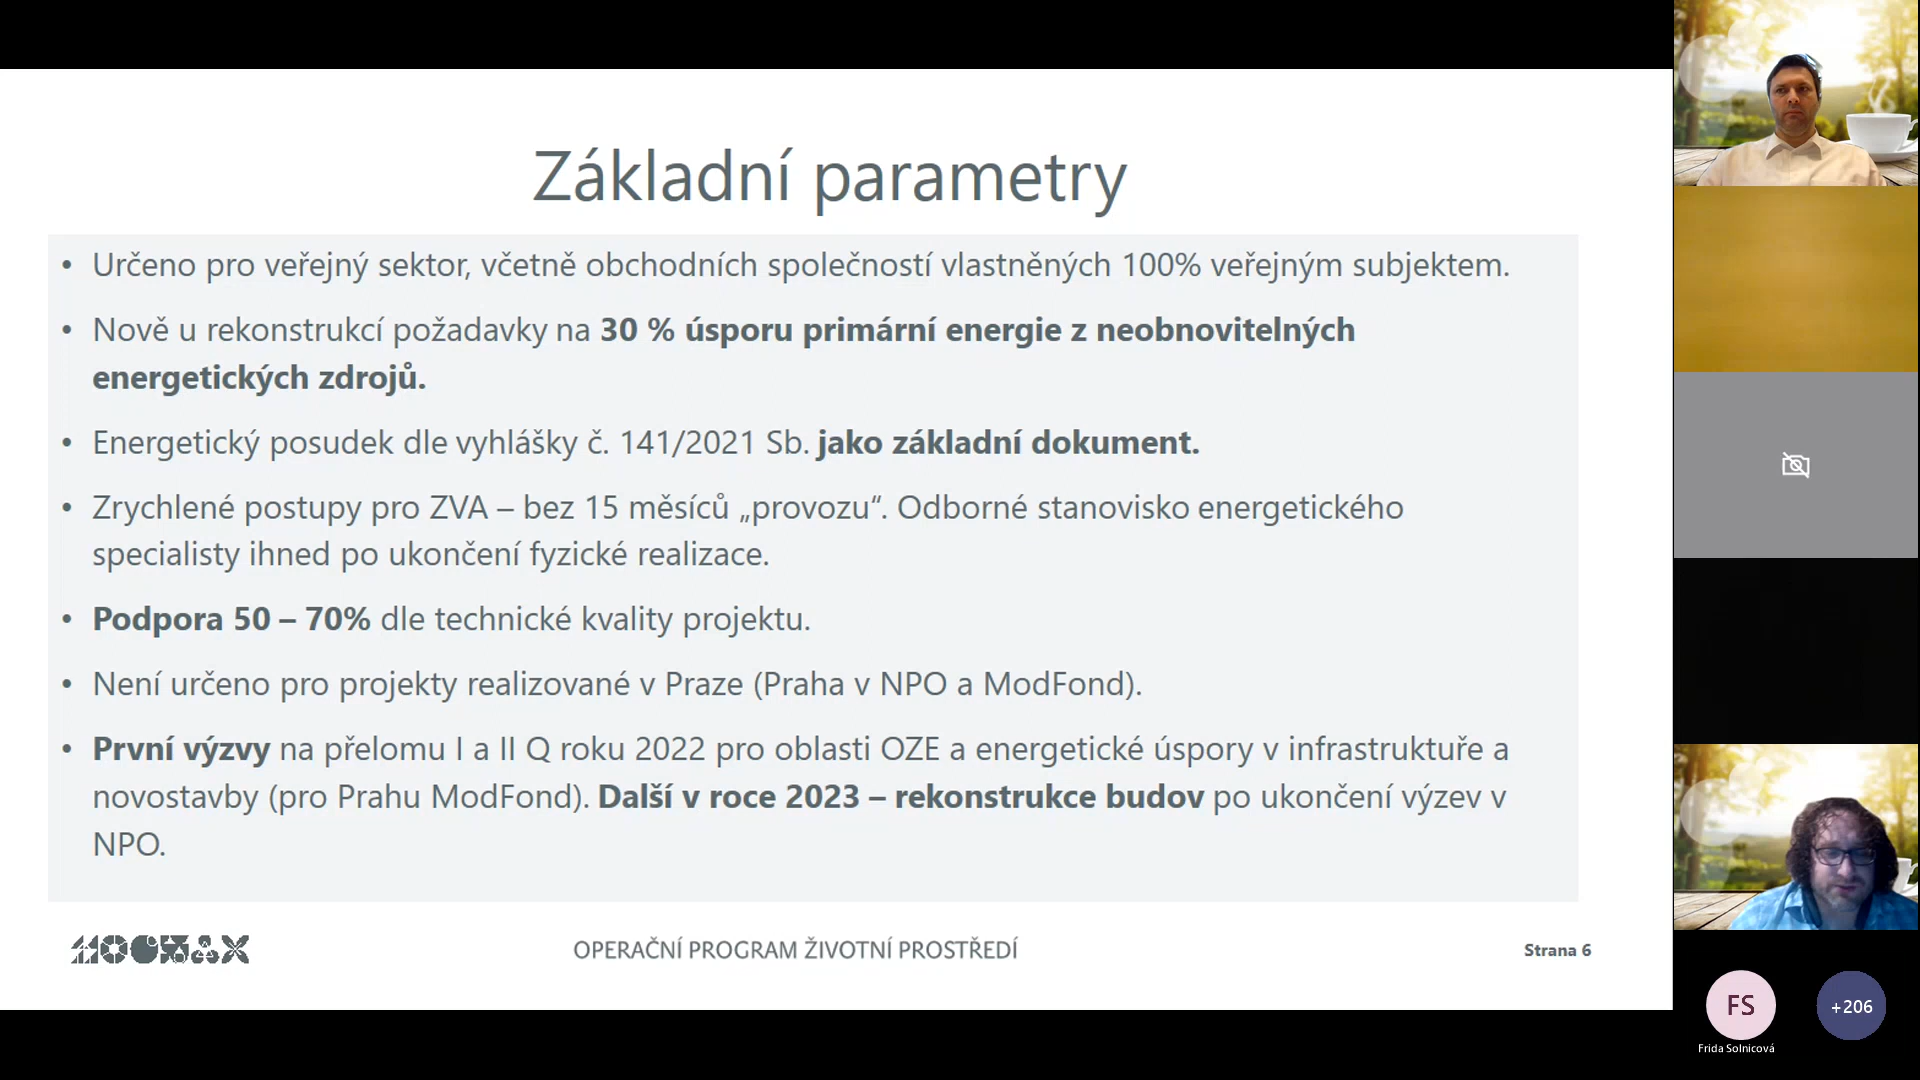 Základní parametry
• Určeno pro veřejný sektor, včetně obchodních společností vlastněných 100% veřejným subjektem.
• Nově u rekonstrukcí požadavky na 30 % úsporu primární energie z neobnovitelných
energetických zdrojů.
• Energetický posudek dle vyhlášky č. 141/2021 Sb. jako základní dokument.
• Zrychlené postupy pro ZVA – bez 15 měsíců „provozu“. Odborné stanovisko energetického
specialisty ihned po ukončení fyzické realizace.
• Podpora 50 – 70% dle technické kvality projektu.
• Není určeno pro projekty realizované v Praze (Praha v NPO a ModFond).
• První výzvy na přelomu I a II Q roku 2022 pro oblasti OZE a energetické úspory v infrastruktuře a
novostavby (pro Prahu ModFond). Další v roce 2023 – rekonstrukce budov po ukončení výzev v
NPO.
OPERAČNÍ PROGRAM ŽIVOTNÍ PROSTŘEDÍ
Strana 6
FS
+206
Frida Solnicová